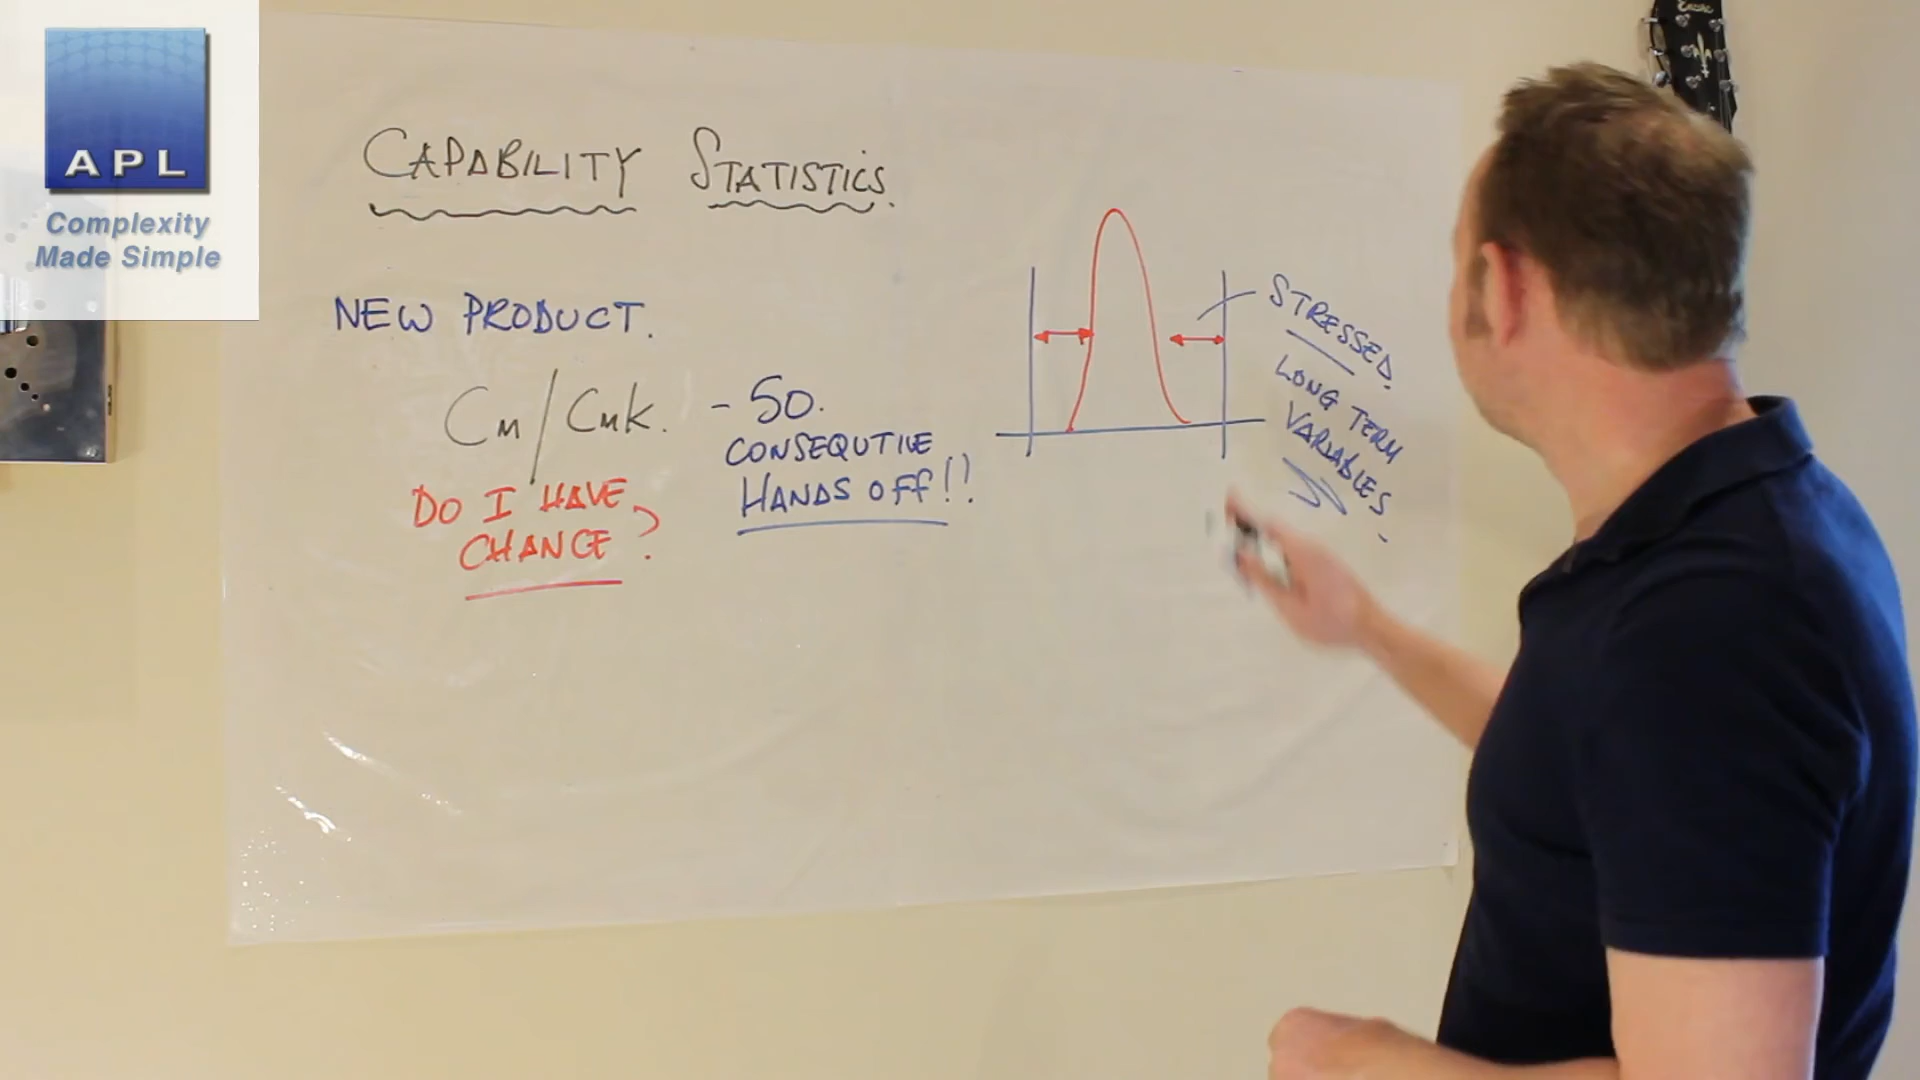 APL
Complexity
Made Simple
CAPABILITY STATISTICS.
NEW PRODUCT.
Cm/Cmk. - 50.
CONSEQUTIVE
HANDS OFF!!
DO I HAVE
CHANCE?
STRESSED.
LONG TERM
VARIABLES